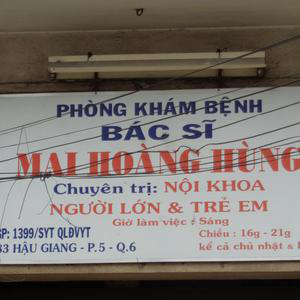 PHÒNG KHÁM BỆNH
BÁC SĨ
MAI HOÀNG HÙNG
Chuyên trị: NỘI KHOA
NGƯỜI LỚN & TRẺ EM
Giờ làm việc : Sáng
GP: 1399/SYT QLĐVYT Chiều : 16g - 21g
33 HẬU GIANG - P.5 - Q.6 kể cả chủ nhật &